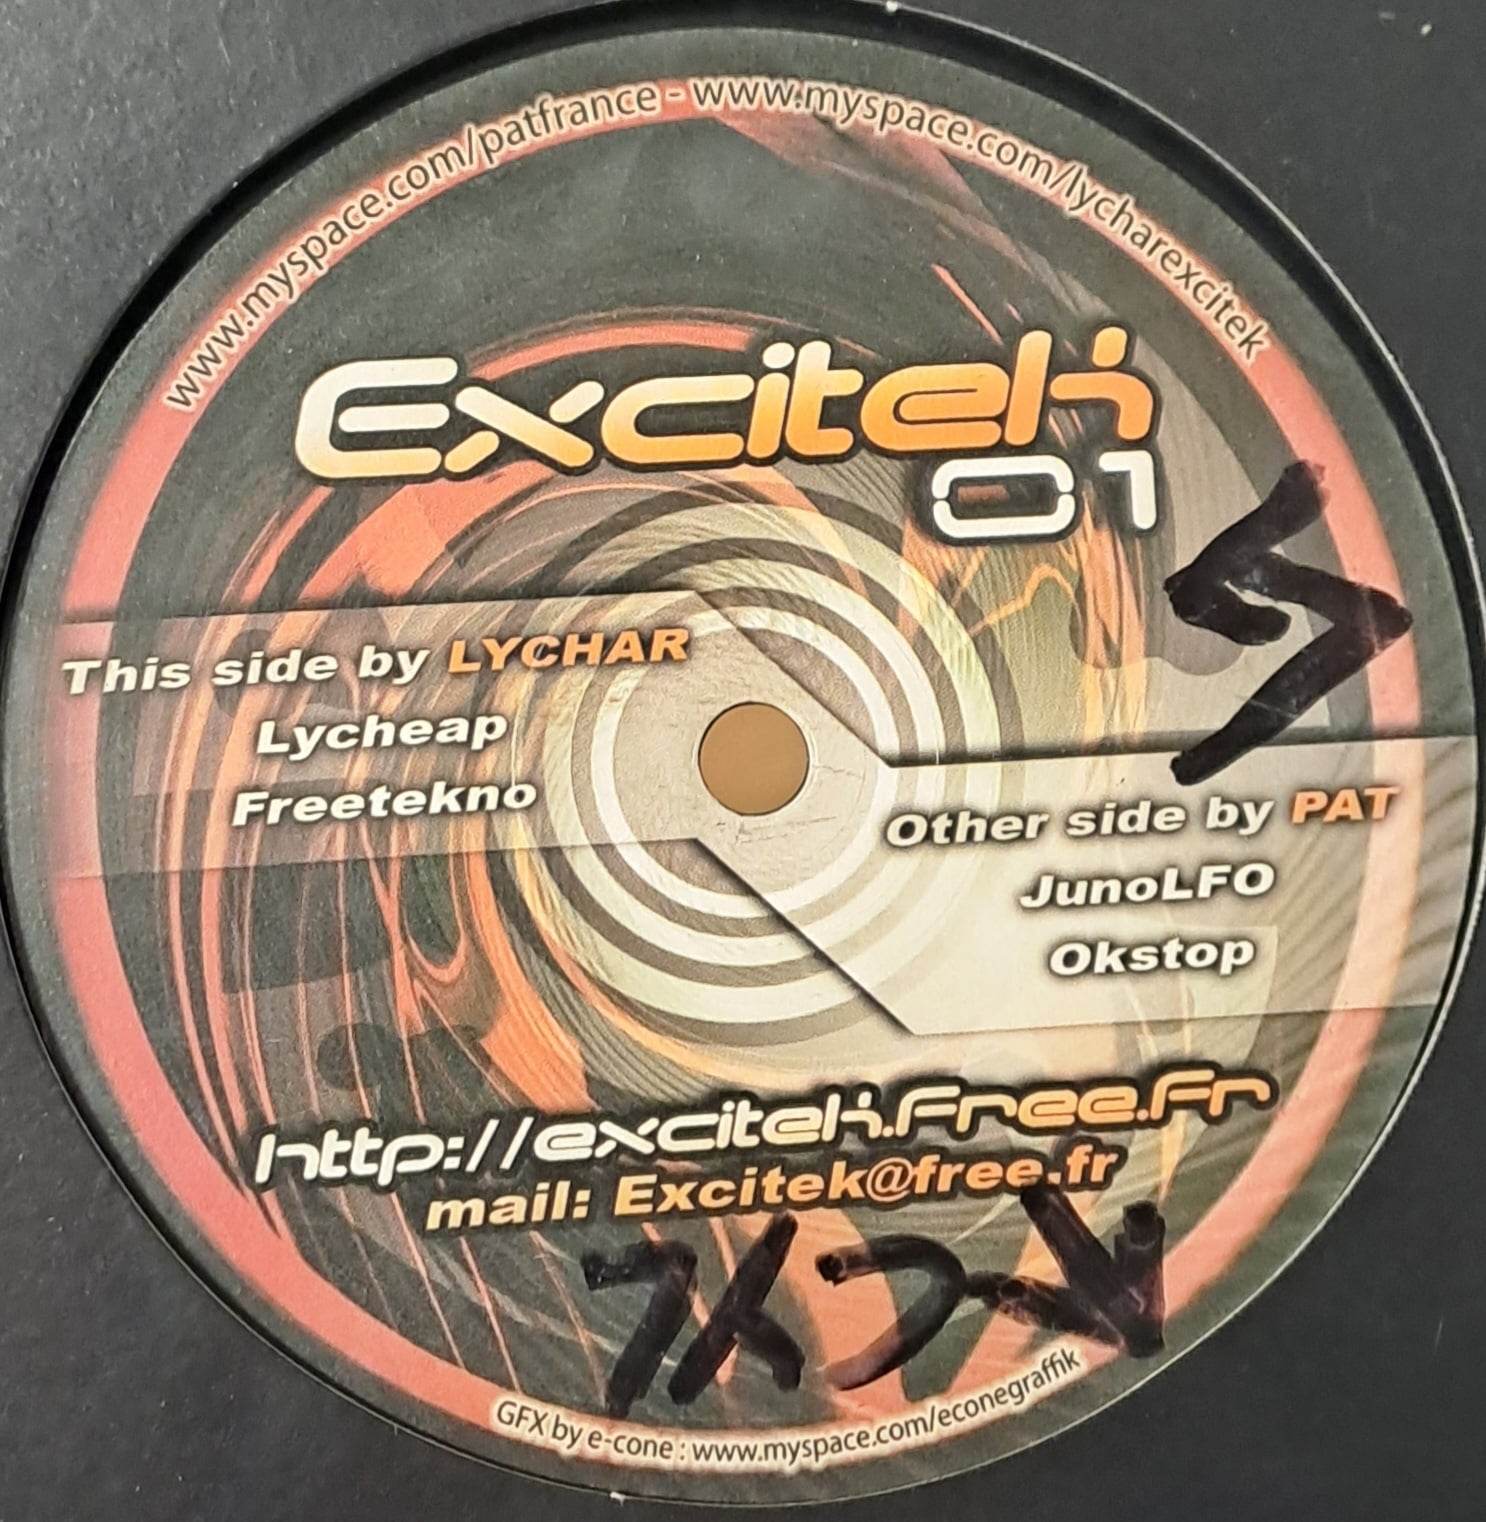 www.myspace.com/patfrance - www.myspace.com/lycharexcitek
Excitek
01
This side by LYCHAR
Lycheap
Freetekno
Other side by PAT
JunoLFO
Okstop
http://excitek.Free.Fr
mail: Excitek@free.fr
GFX by e-cone : www.myspace.com/econegraffik